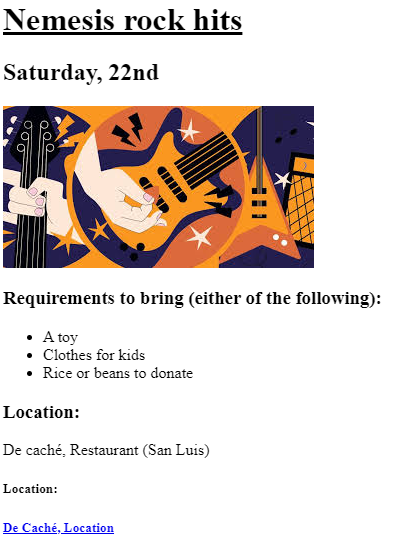 Nemesis rock hits
Saturday, 22nd
Requirements to bring (either of the following):
• A toy
• Clothes for kids
• Rice or beans to donate
Location:
De caché, Restaurant (San Luis)
Location:
De Caché, Location